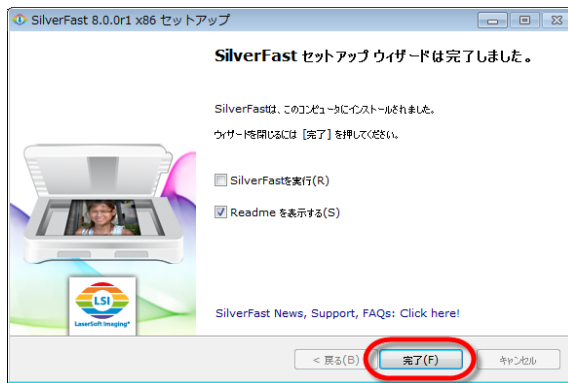 SilverFast 8.0.0r1 x86 セットアップ
SilverFast セットアップ ウィザードは完了しました。
SilverFastは、このコンピュータにインストールされました。
ウィザードを閉じるには [完了] を押してください。
SilverFastを実行(R)
Readme を表示する(S)
LSI
LaserSoft Imaging®
SilverFast News, Support, FAQs: Click here!
< 戻る(B)
完了(F)
キャンセル